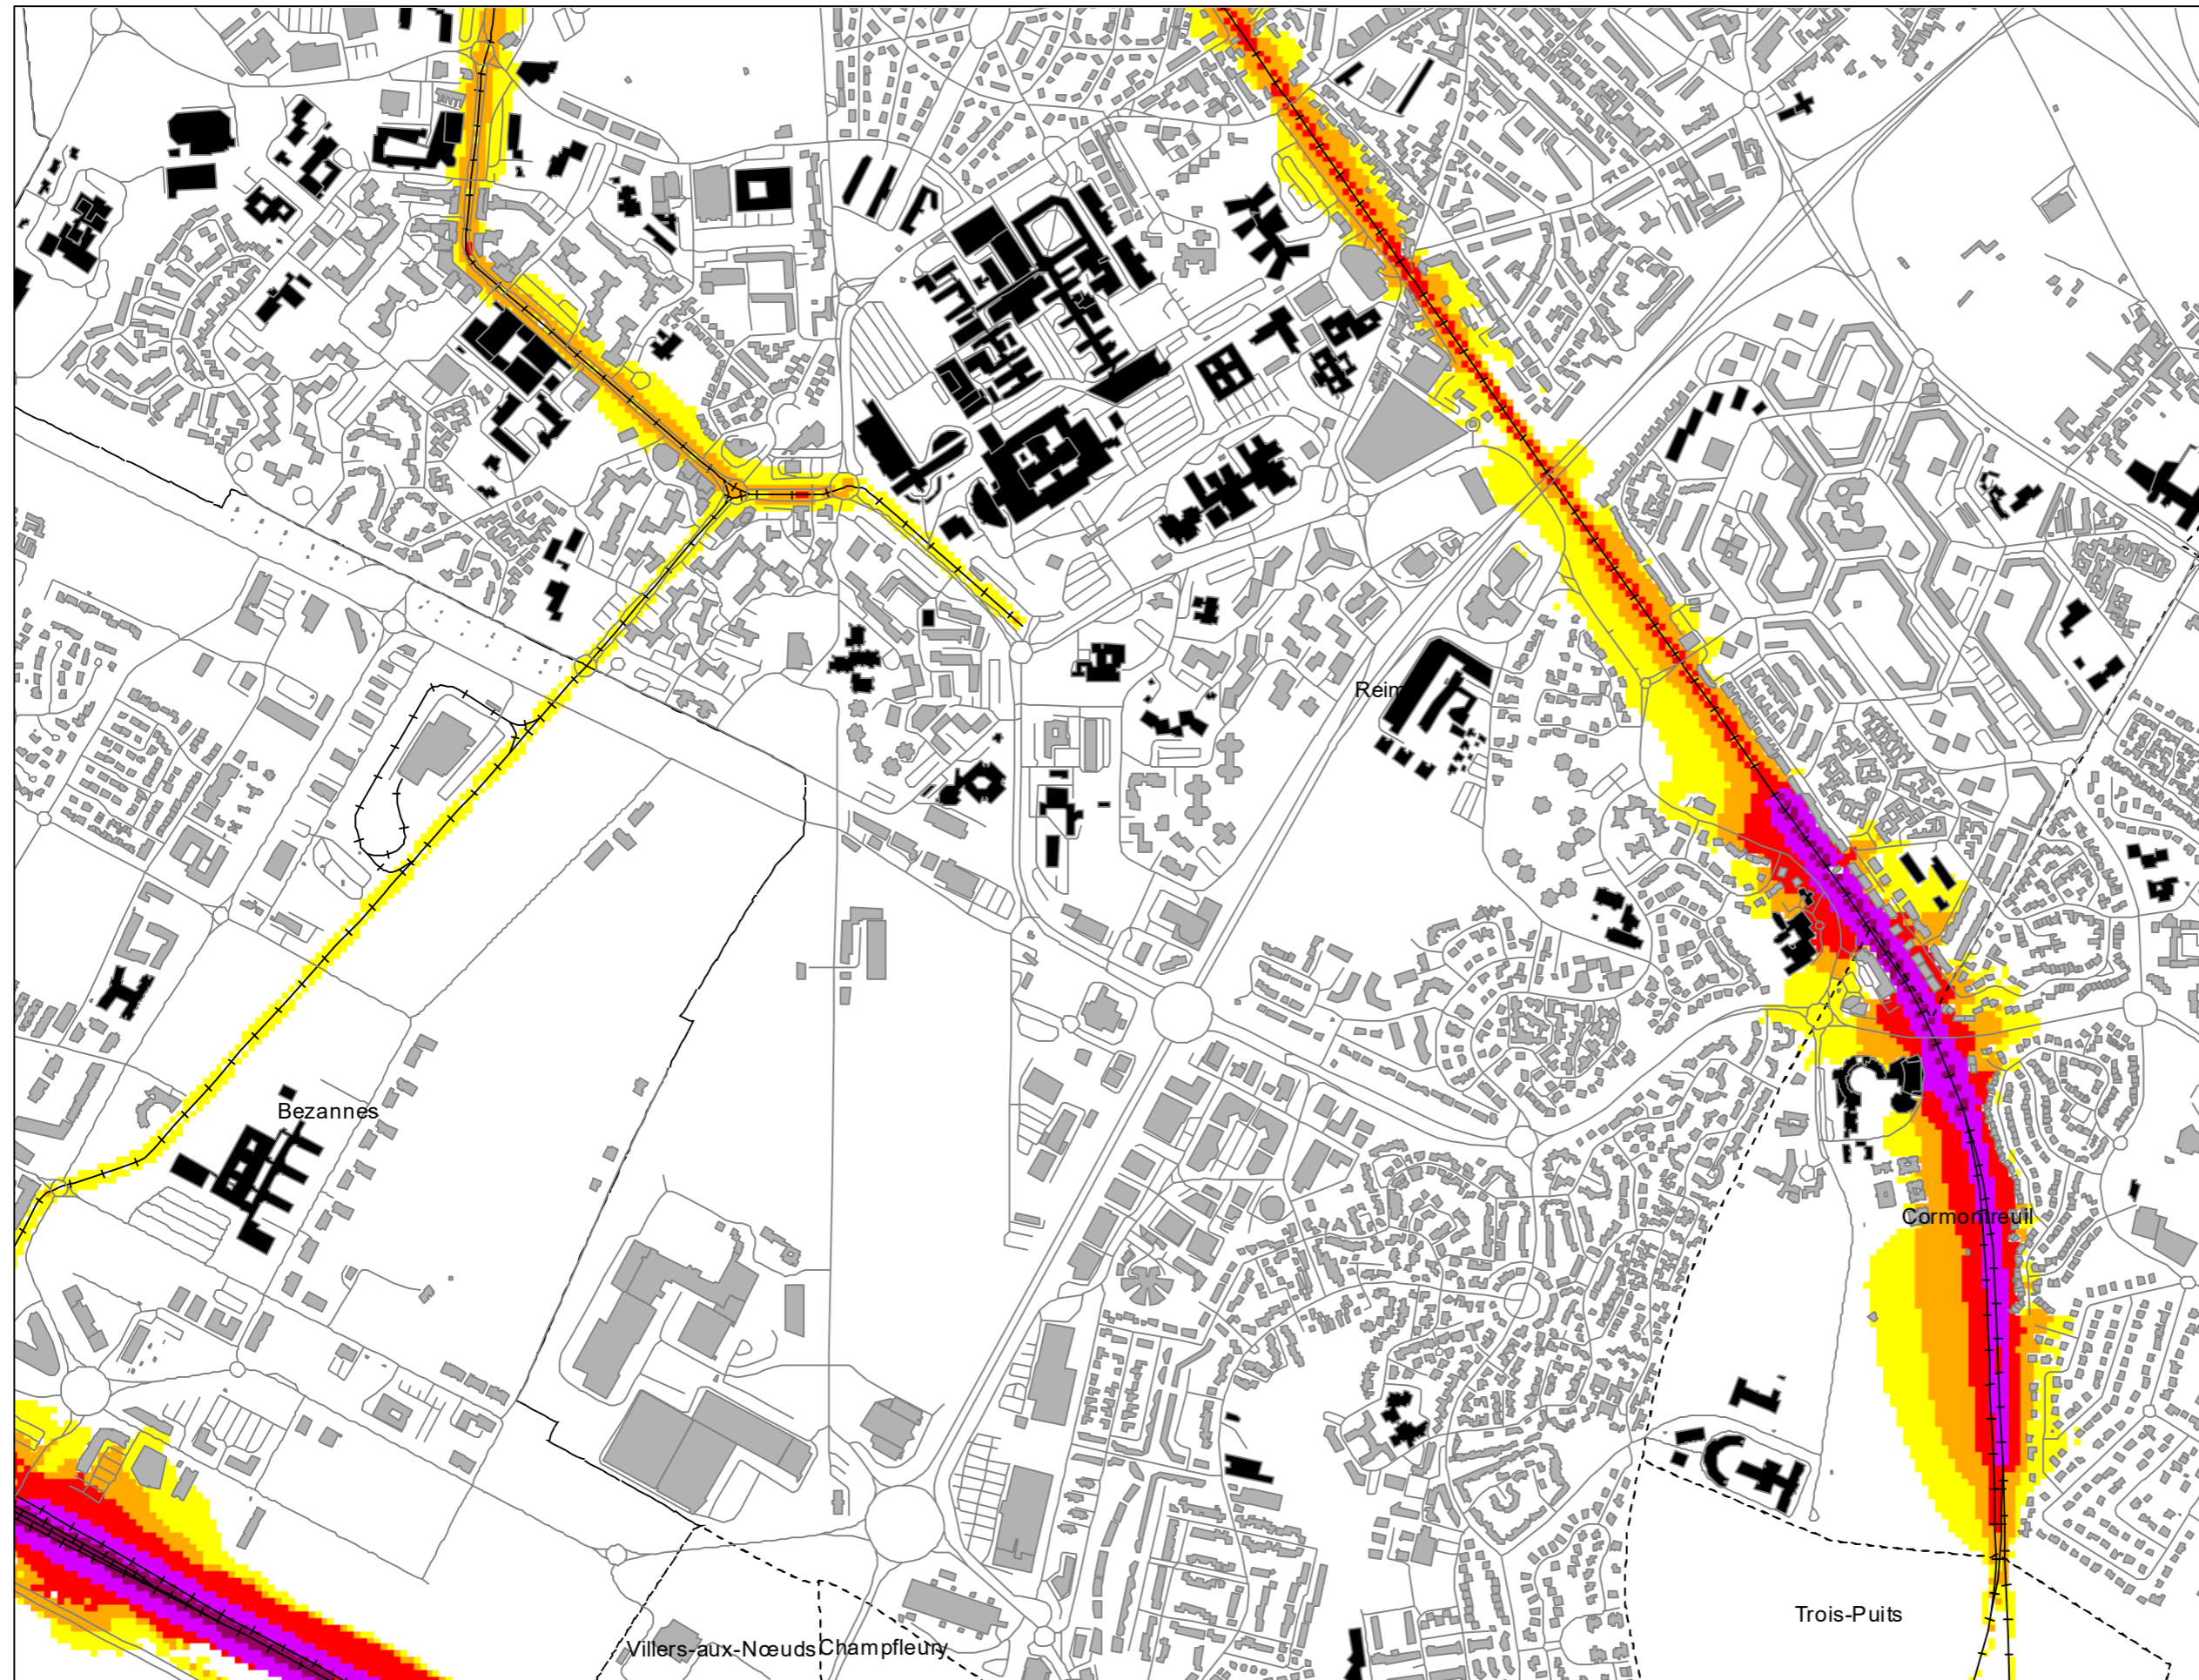 Reim
Bezannes
Cormontreuil
Trois-Puits
Villers-aux-Nœuds
Champfleury